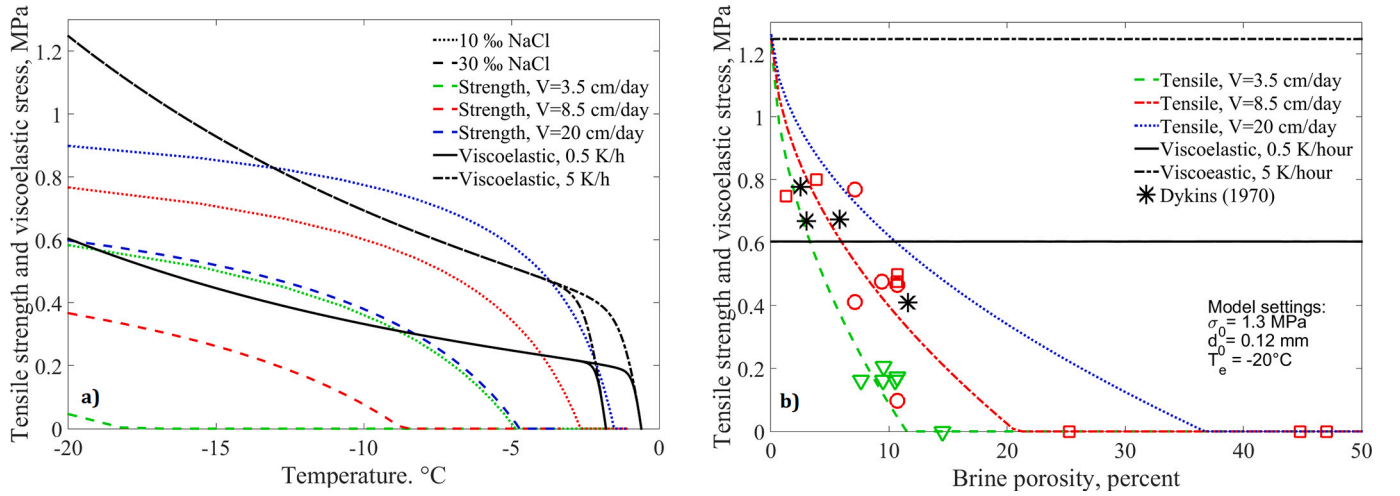 Tensile strength and viscoelastic sress, MPa
1.2
1
0.8
0.6
0.4
0.2
0
10 ‰ NaCl
30 ‰ NaCl
Strength, V=3.5 cm/day
Strength, V=8.5 cm/day
Strength, V=20 cm/day
Viscoelastic, 0.5 K/h
Viscoelastic, 5 K/h
a)
-20
-15
-10
-5
0
Temperature. °C
Tensile strength and viscoelastic stress, MPa
1.2
1
0.8
0.6
0.4
0.2
0
Tensile, V=3.5 cm/day
Tensile, V=8.5 cm/day
Tensile, V=20 cm/day
Viscoelastic, 0.5 K/hour
Viscoeastic, 5 K/hour
Dykins (1970)
Model settings:
σ0= 1.3 MPa
d0= 0.12 mm
Te = -20°C
b)
0
10
20
30
40
50
Brine porosity, percent